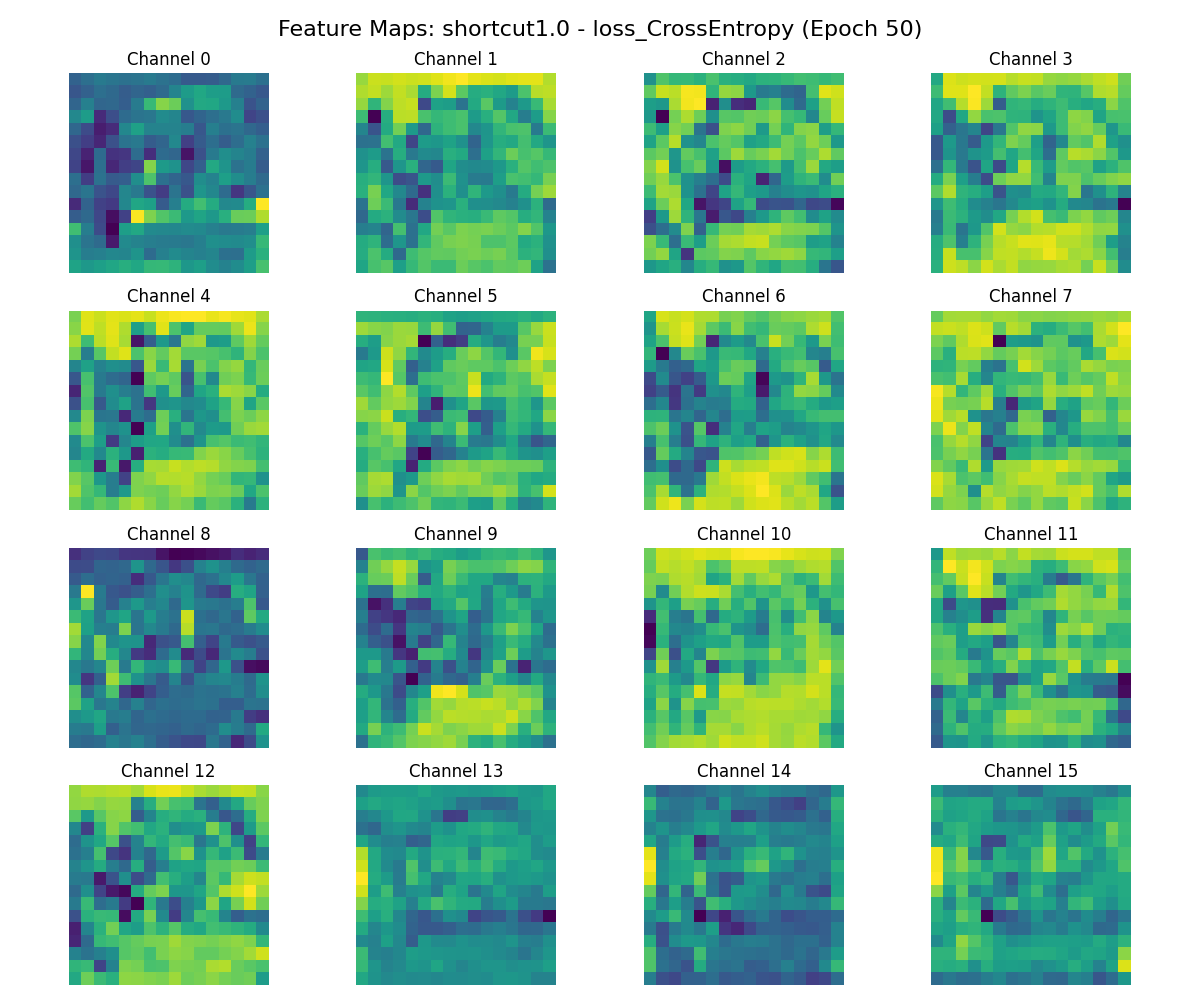 Feature Maps: shortcut1.0 - loss_CrossEntropy (Epoch 50)
Channel 0
Channel 1
Channel 2
Channel 3
Channel 4
Channel 5
Channel 6
Channel 7
Channel 8
Channel 9
Channel 10
Channel 11
Channel 12
Channel 13
Channel 14
Channel 15